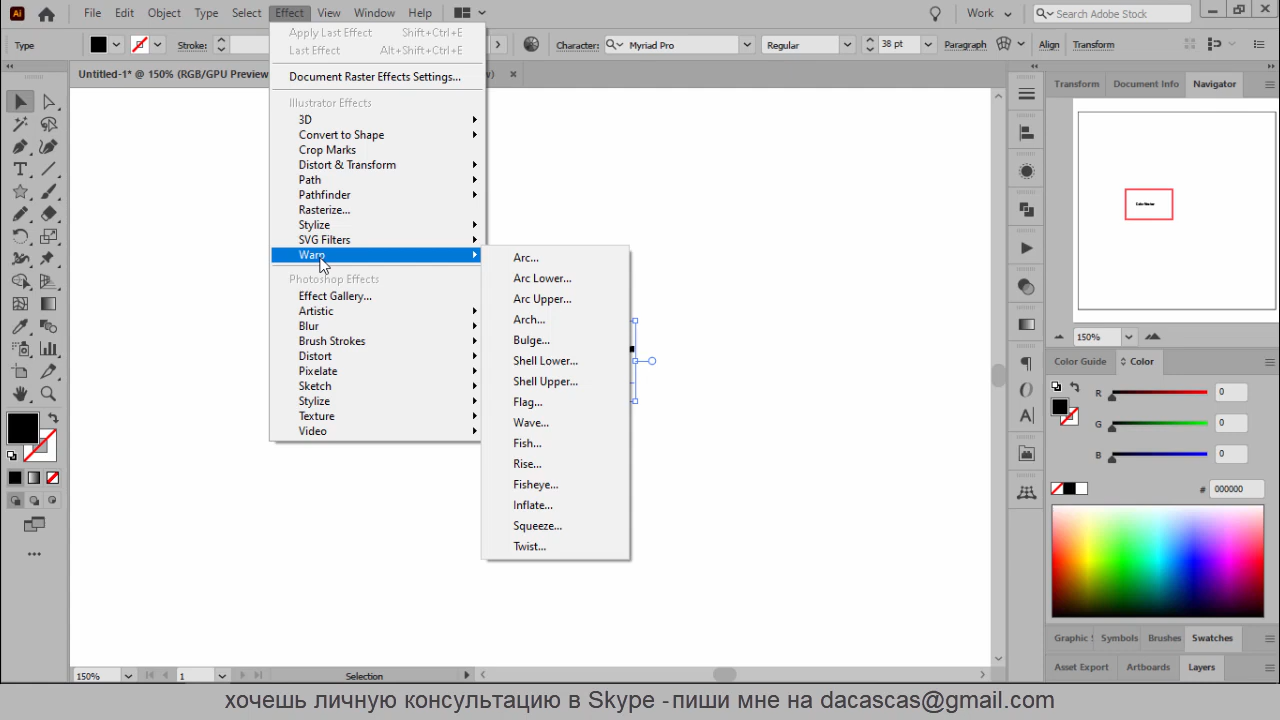 Ai File Edit Object Type Select Effect View Window Help Work Search Adobe Stock
Type Stroke: Character: Myriad Pro Regular 38 pt Paragraph Align Transform
Untitled-1* @ 150% (RGB/GPU Preview
Apply Last Effect Shift+Ctrl+E
Last Effect Alt+Shift+Ctrl+E
Document Raster Effects Settings...
Illustrator Effects
3D
Convert to Shape
Crop Marks
Distort & Transform
Path
Pathfinder
Rasterize...
Stylize
SVG Filters
Warp
Photoshop Effects
Effect Gallery...
Artistic
Blur
Brush Strokes
Distort
Pixelate
Sketch
Stylize
Texture
Video
Arc...
Arc Lower...
Arc Upper...
Arch...
Bulge...
Shell Lower...
Shell Upper...
Flag...
Wave...
Fish...
Rise...
Fisheye...
Inflate...
Squeeze...
Twist...
Transform Document Info Navigator
150%
Color Guide Color
R 0
G 0
B 0
# 000000
Graphic Symbols Brushes Swatches
Asset Export Artboards Layers
150% 1 Selection
хочешь личную консультацию в Skype -пиши мне на dacascas@gmail.com